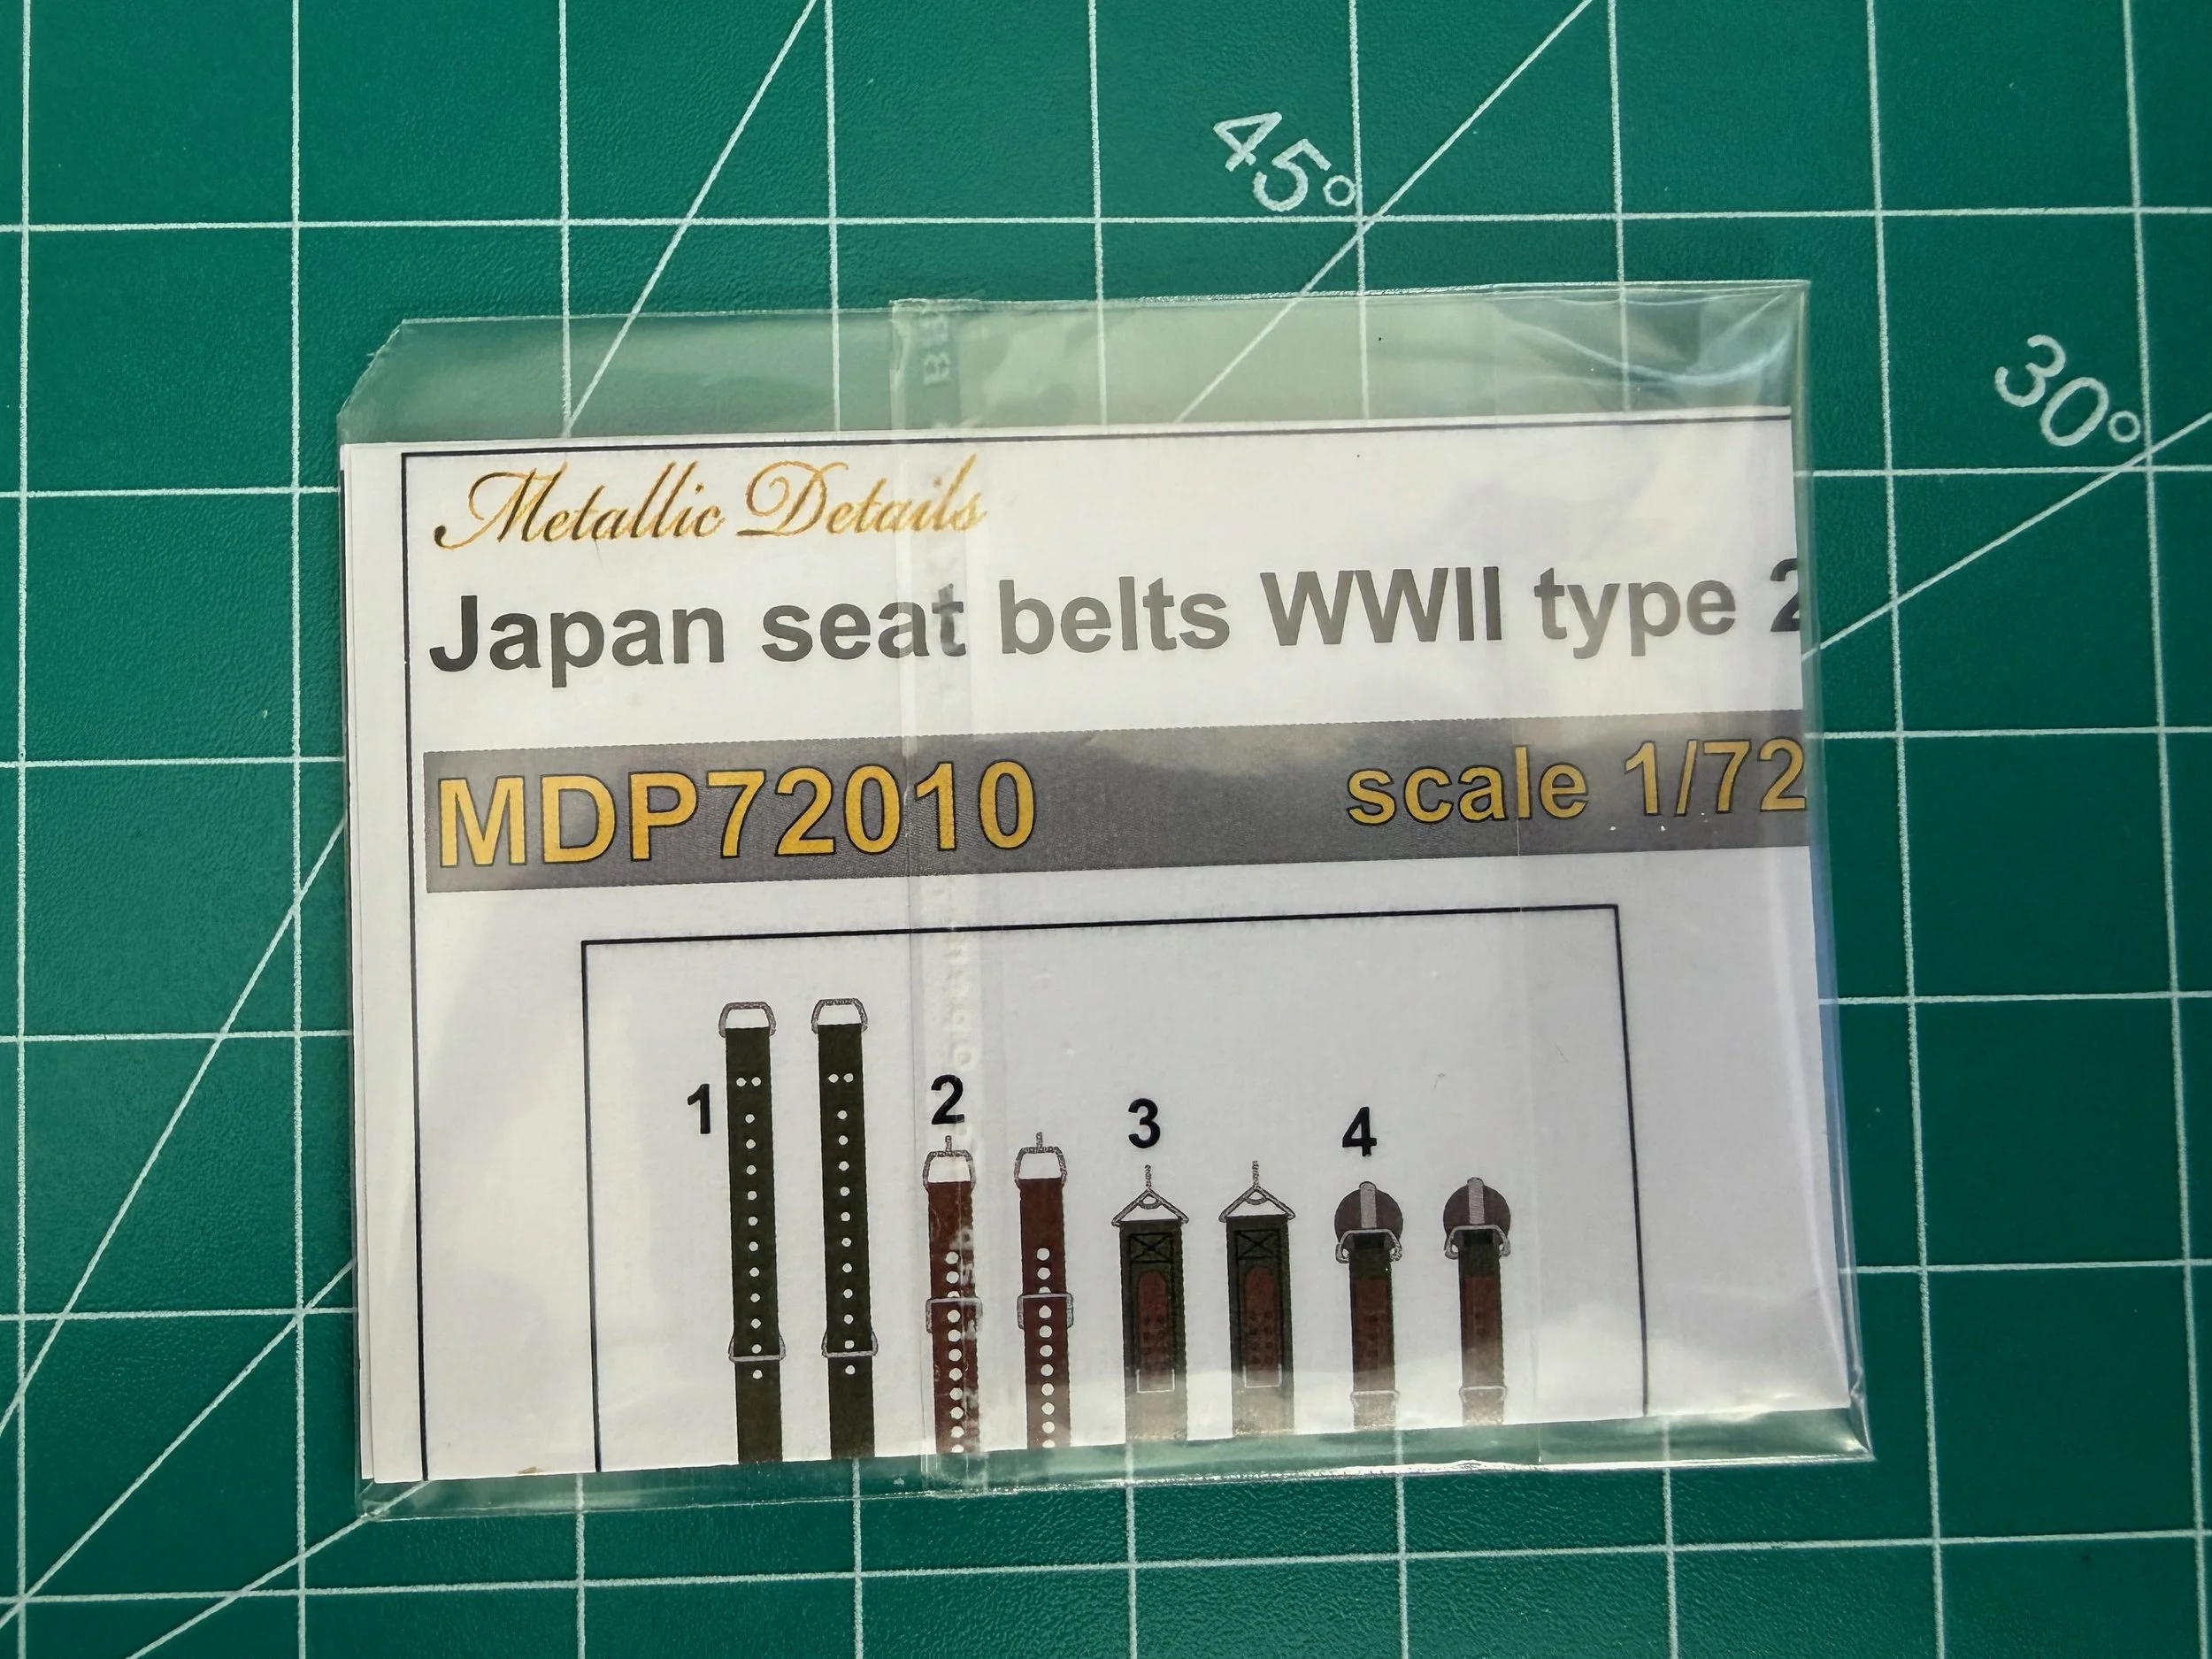 45°
30°
Metallic Details
Japan seat belts WWII type 2
MDP72010 scale 1/72
1
2
3
4